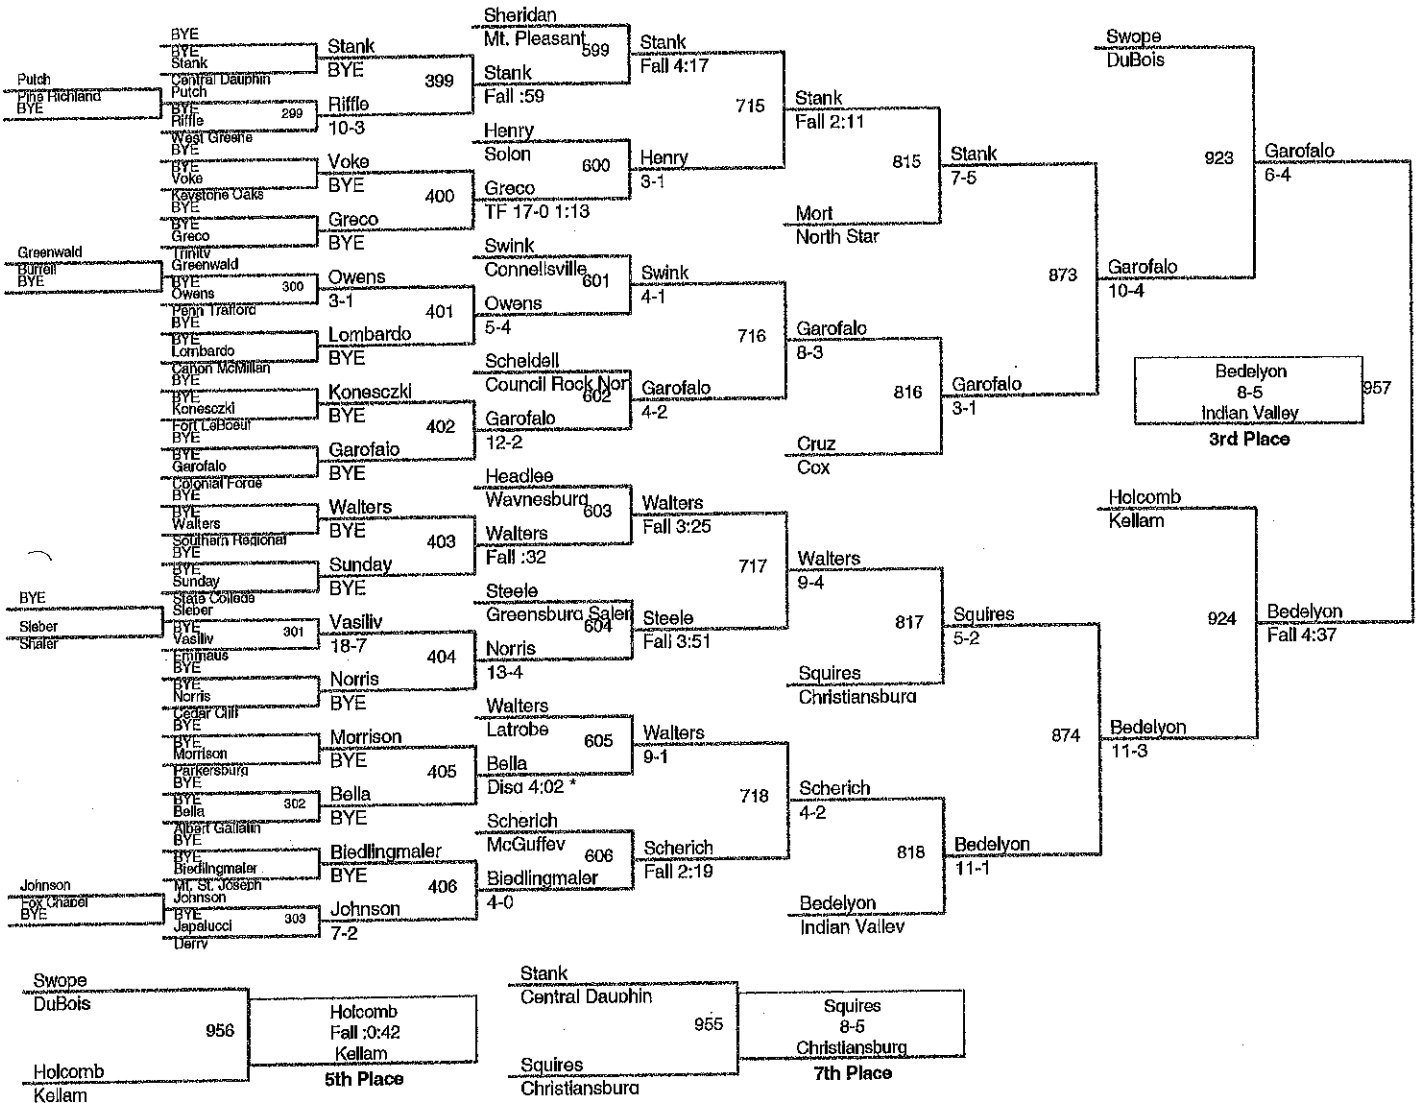 Putch
Pine Richland
BYE
Greenwald
Burrell
BYE
BYE
Sieber
Shaler
Johnson
Fox Chapel
BYE
BYE
BYE
Stank
Central Dauphin
Putch
BYE
299
Riffle
West Greene
BYE
BYE
Voke
Keystone Oaks
BYE
BYE
Greco
Trinity
Greenwald
BYE
300
Owens
Penn Trafford
BYE
BYE
Lombardo
Canon McMillan
BYE
BYE
Konesczki
Fort LeBoeuf
BYE
BYE
Garofalo
Colonial Forge
BYE
BYE
Walters
Southern Regional
BYE
BYE
Sunday
State College
Sieber
BYE
301
Vasiliv
Emmaus
BYE
BYE
Norris
Cedar Cliff
BYE
BYE
Morrison
Parkersburg
BYE
BYE
302
Bella
Albert Gallatin
BYE
BYE
Biedlingmaier
Mt. St. Joseph
Johnson
BYE
303
Japalucci
Derry
Stank
BYE
399
Riffle
10-3
Voke
BYE
400
Greco
BYE
Owens
3-1
401
Lombardo
BYE
Konesczki
BYE
402
Garofalo
BYE
Walters
BYE
403
Sunday
BYE
Vasiliv
18-7
404
Norris
BYE
Morrison
BYE
405
Bella
BYE
Biedlingmaier
BYE
406
Johnson
7-2
Sheridan
Mt. Pleasant
599
Stank
Fall :59
Henry
Solon
600
Greco
TF 17-0 1:13
Swink
Connellsville
601
Owens
5-4
Scheidell
Council Rock Nor
602
Garofalo
12-2
Headlee
Waynesburg
603
Walters
Fall :32
Steele
Greensburg Salem
604
Norris
13-4
Walters
Latrobe
605
Bella
Disq 4:02 *
Scherich
McGuffey
606
Biedlingmaier
4-0
Stank
Fall 4:17
715
Henry
3-1
Swink
4-1
716
Garofalo
4-2
Walters
Fall 3:25
717
Steele
Fall 3:51
Walters
9-1
718
Scherich
Fall 2:19
Stank
Fall 2:11
815
Mort
North Star
Garofalo
8-3
816
Cruz
Cox
Walters
9-4
817
Squires
Christiansburg
Scherich
4-2
818
Bedelyon
Indian Valley
Stank
7-5
873
Garofalo
3-1
Squires
5-2
874
Bedelyon
11-1
Swope
DuBois
923
Garofalo
10-4
Holcomb
Kellam
924
Bedelyon
11-3
Garofalo
6-4
Bedelyon
Fall 4:37
Bedelyon
8-5
957
Indian Valley
3rd Place
Swope
DuBois
956
Holcomb
Kellam
Holcomb
Fall :0:42
Kellam
5th Place
Stank
Central Dauphin
955
Squires
Christiansburg
Squires
8-5
Christiansburg
7th Place